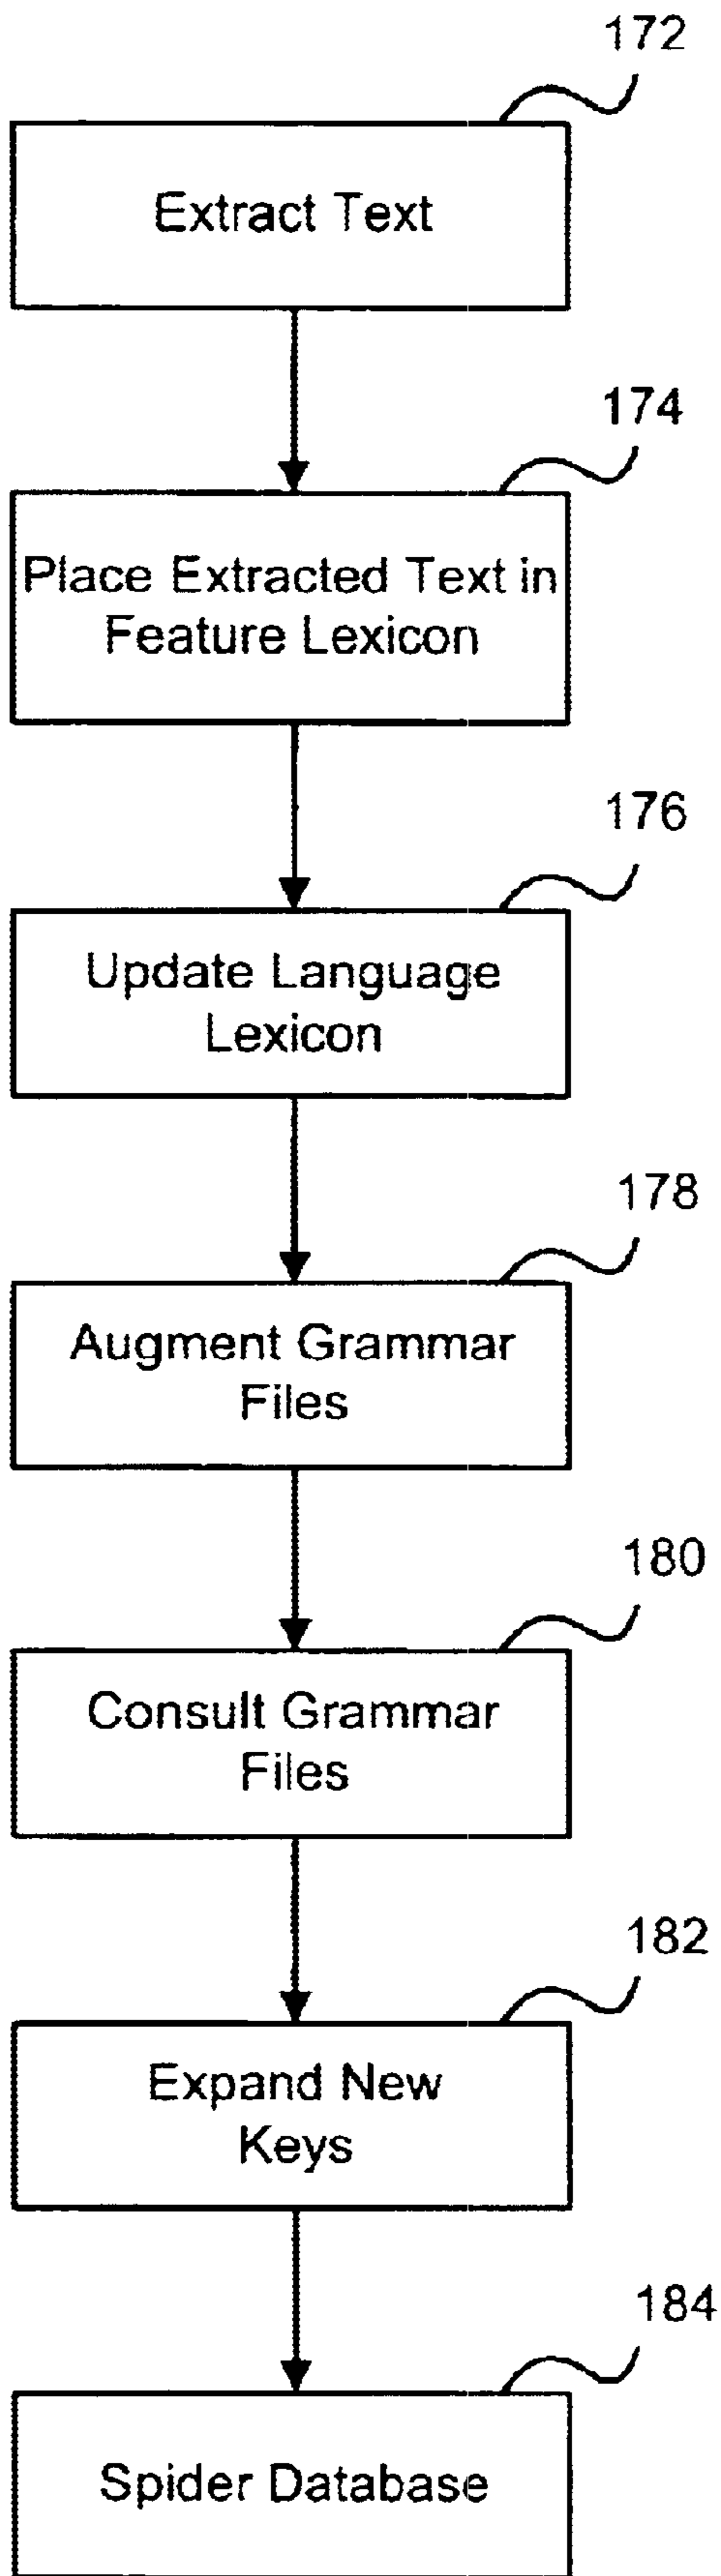 172
Extract Text
174
Place Extracted Text in
Feature Lexicon
176
Update Language
Lexicon
178
Augment Grammar
Files
180
Consult Grammar
Files
182
Expand New
Keys
184
Spider Database